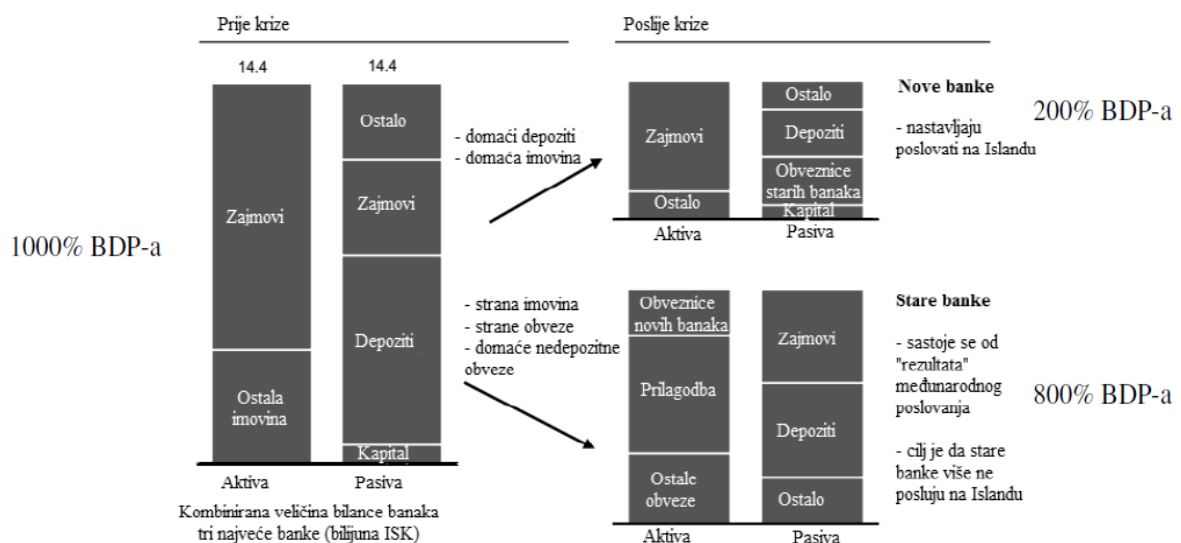 Prije krize
14.4
14.4
1000% BDP-a
Zajmovi
Ostala
imovina
Aktiva
Ostalo
Zajmovi
Depoziti
Kapital
Pasiva
Kombinirana veličina bilance banaka
tri najveće banke (bilijuna ISK)
- domaći depoziti
- domaća imovina
- strana imovina
- strane obveze
- domaće nedepozitne
obveze
Poslije krize
Zajmovi
Ostalo
Aktiva
Ostalo
Depoziti
Obveznice
starih banaka
Kapital
Pasiva
Nove banke
- nastavljaju
poslovati na Islandu
200% BDP-a
Obveznice
novih banaka
Prilagodba
Ostale
obveze
Aktiva
Zajmovi
Depoziti
Ostalo
Pasiva
Stare banke
- sastoje se od
"rezultata"
međunarodnog
poslovanja
- cilj je da stare
banke više ne
posluju na Islandu
800% BDP-a